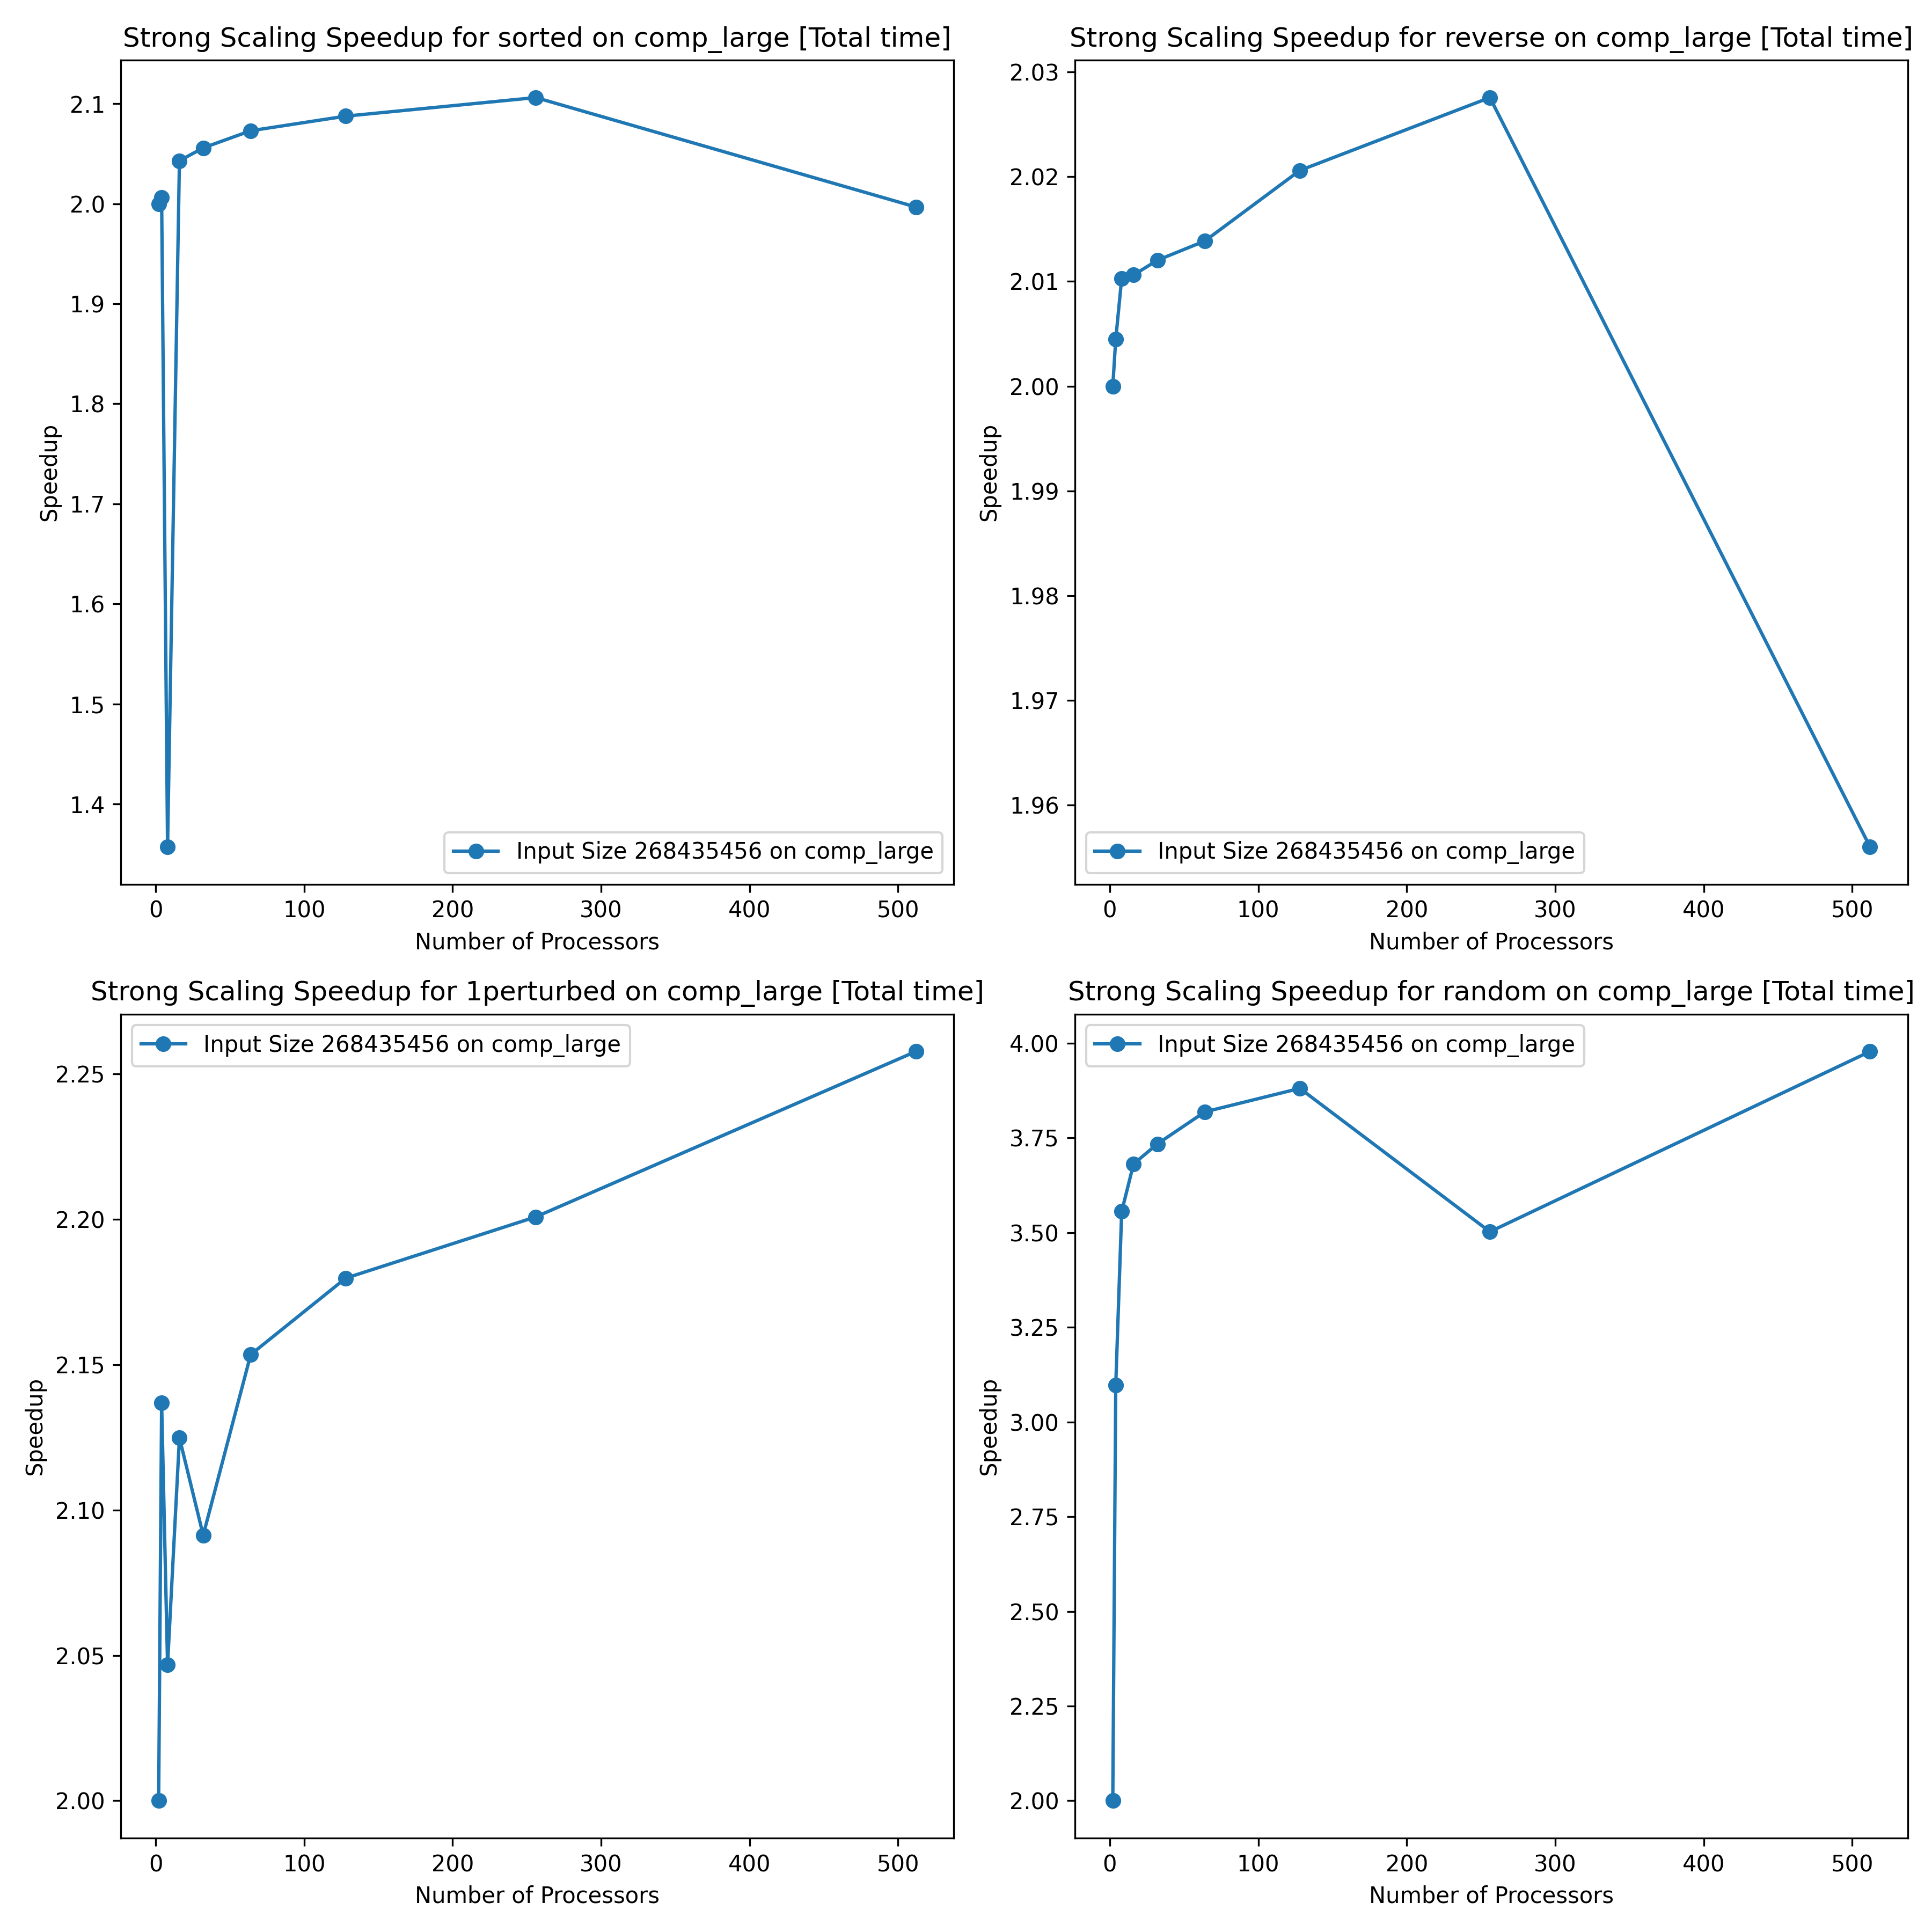 Strong Scaling Speedup for sorted on comp_large [Total time]
2.1
2.0
1.9
1.8
1.7
1.6
1.5
1.4
Speedup
Input Size 268435456 on comp_large
0 100 200 300 400 500
Number of Processors
Strong Scaling Speedup for reverse on comp_large [Total time]
2.03
2.02
2.01
2.00
1.99
1.98
1.97
1.96
Speedup
Input Size 268435456 on comp_large
0 100 200 300 400 500
Number of Processors
Strong Scaling Speedup for 1perturbed on comp_large [Total time]
Input Size 268435456 on comp_large
2.25
2.20
2.15
2.10
2.05
2.00
Speedup
0 100 200 300 400 500
Number of Processors
Strong Scaling Speedup for random on comp_large [Total time]
Input Size 268435456 on comp_large
4.00
3.75
3.50
3.25
3.00
2.75
2.50
2.25
2.00
Speedup
0 100 200 300 400 500
Number of Processors